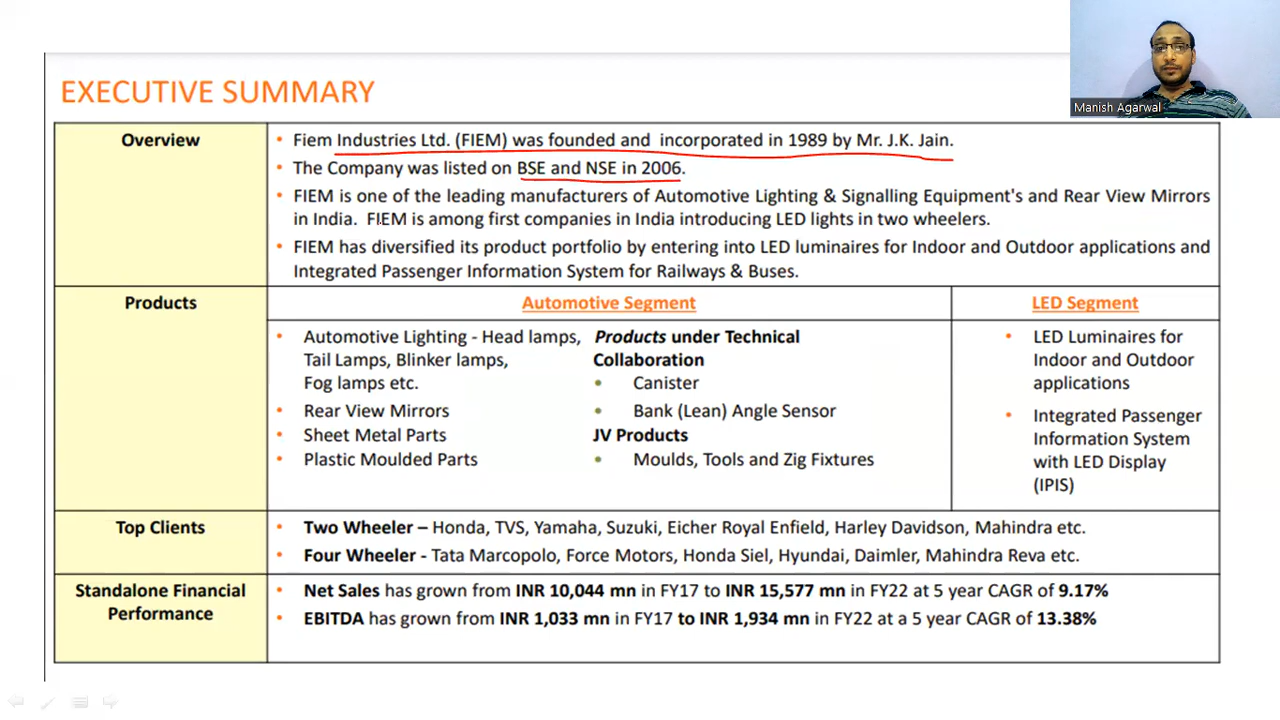 Manish Agarwal
EXECUTIVE SUMMARY
Overview
• Fiem Industries Ltd. (FIEM) was founded and incorporated in 1989 by Mr. J.K. Jain.
• The Company was listed on BSE and NSE in 2006.
• FIEM is one of the leading manufacturers of Automotive Lighting & Signalling Equipment's and Rear View Mirrors
in India. FIEM is among first companies in India introducing LED lights in two wheelers.
• FIEM has diversified its product portfolio by entering into LED luminaires for Indoor and Outdoor applications and
Integrated Passenger Information System for Railways & Buses.
Products
Automotive Segment
• Automotive Lighting - Head lamps,
Tail Lamps, Blinker lamps,
Fog lamps etc.
• Rear View Mirrors
• Sheet Metal Parts
• Plastic Moulded Parts
Products under Technical
Collaboration
• Canister
• Bank (Lean) Angle Sensor
JV Products
• Moulds, Tools and Zig Fixtures
LED Segment
• LED Luminaires for
Indoor and Outdoor
applications
• Integrated Passenger
Information System
with LED Display
(IPIS)
Top Clients
• Two Wheeler – Honda, TVS, Yamaha, Suzuki, Eicher Royal Enfield, Harley Davidson, Mahindra etc.
• Four Wheeler - Tata Marcopolo, Force Motors, Honda Siel, Hyundai, Daimler, Mahindra Reva etc.
Standalone Financial
Performance
• Net Sales has grown from INR 10,044 mn in FY17 to INR 15,577 mn in FY22 at 5 year CAGR of 9.17%
• EBITDA has grown from INR 1,033 mn in FY17 to INR 1,934 mn in FY22 at a 5 year CAGR of 13.38%